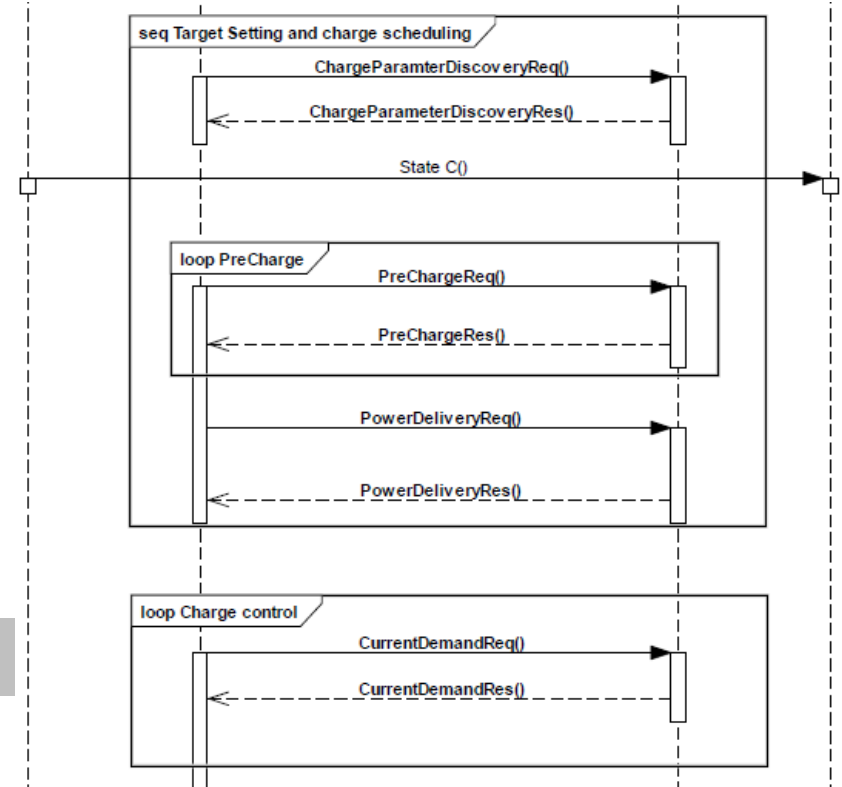 seq Target Setting and charge scheduling
ChargeParamterDiscoveryReq()
ChargeParameterDiscoveryRes()
State C()
loop PreCharge
PreChargeReq()
PreChargeRes()
PowerDeliveryReq()
PowerDeliveryRes()
loop Charge control
CurrentDemandReq()
CurrentDemandRes()